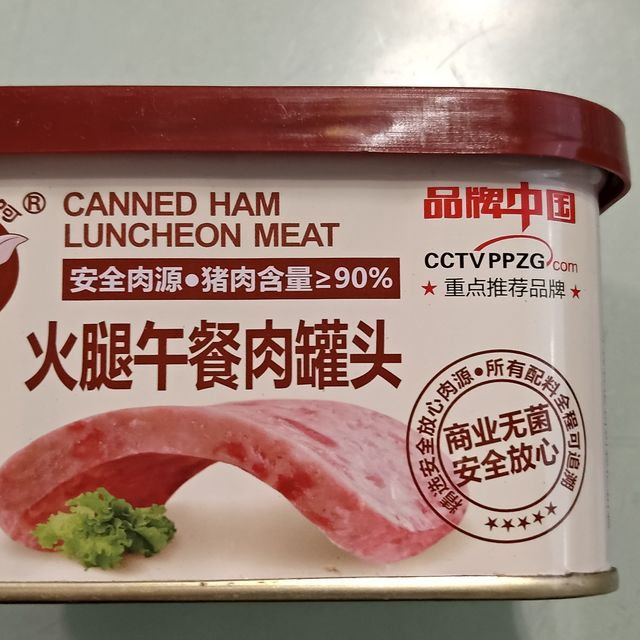 CANNED HAM
LUNCHEON MEAT
安全肉源●猪肉含量≥90%
火腿午餐肉罐头
品牌中国
CCTVPPZG.com
★ 重点推荐品牌 ★
精选安全放心肉源●所有配料全程可追溯
商业无菌
安全放心
★★★★★